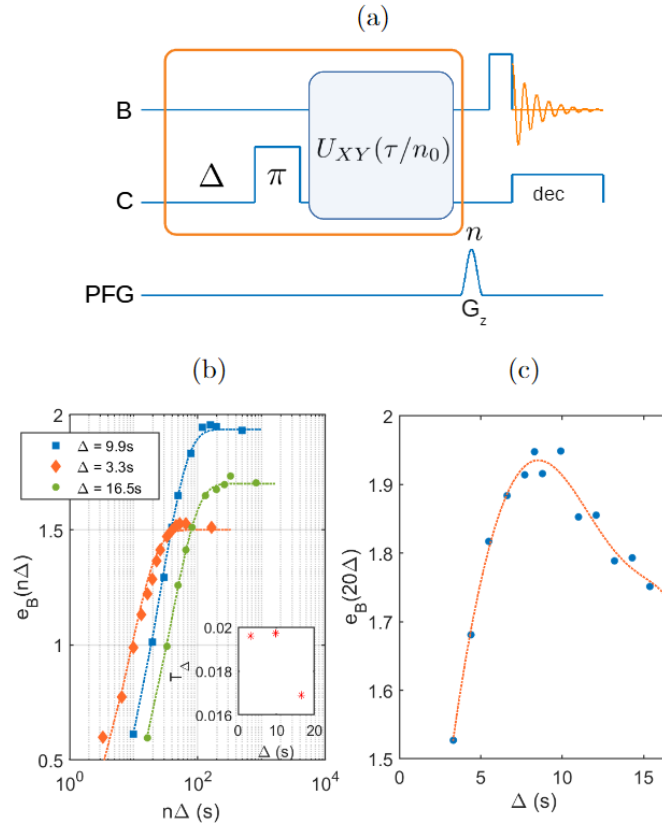 (a)
B
U_{XY}(τ/n_0)
Δ
π
C
dec
n
PFG
G_z
(b)
(c)
2
1.5
1
0.5
e_B(nΔ)
Δ = 9.9s
Δ = 3.3s
Δ = 16.5s
0.02
0.018
0.016
T_Δ
0
10
20
Δ (s)
10^0
10^2
10^4
nΔ (s)
2
1.9
1.8
1.7
1.6
1.5
e_B(20Δ)
0
5
10
15
Δ (s)